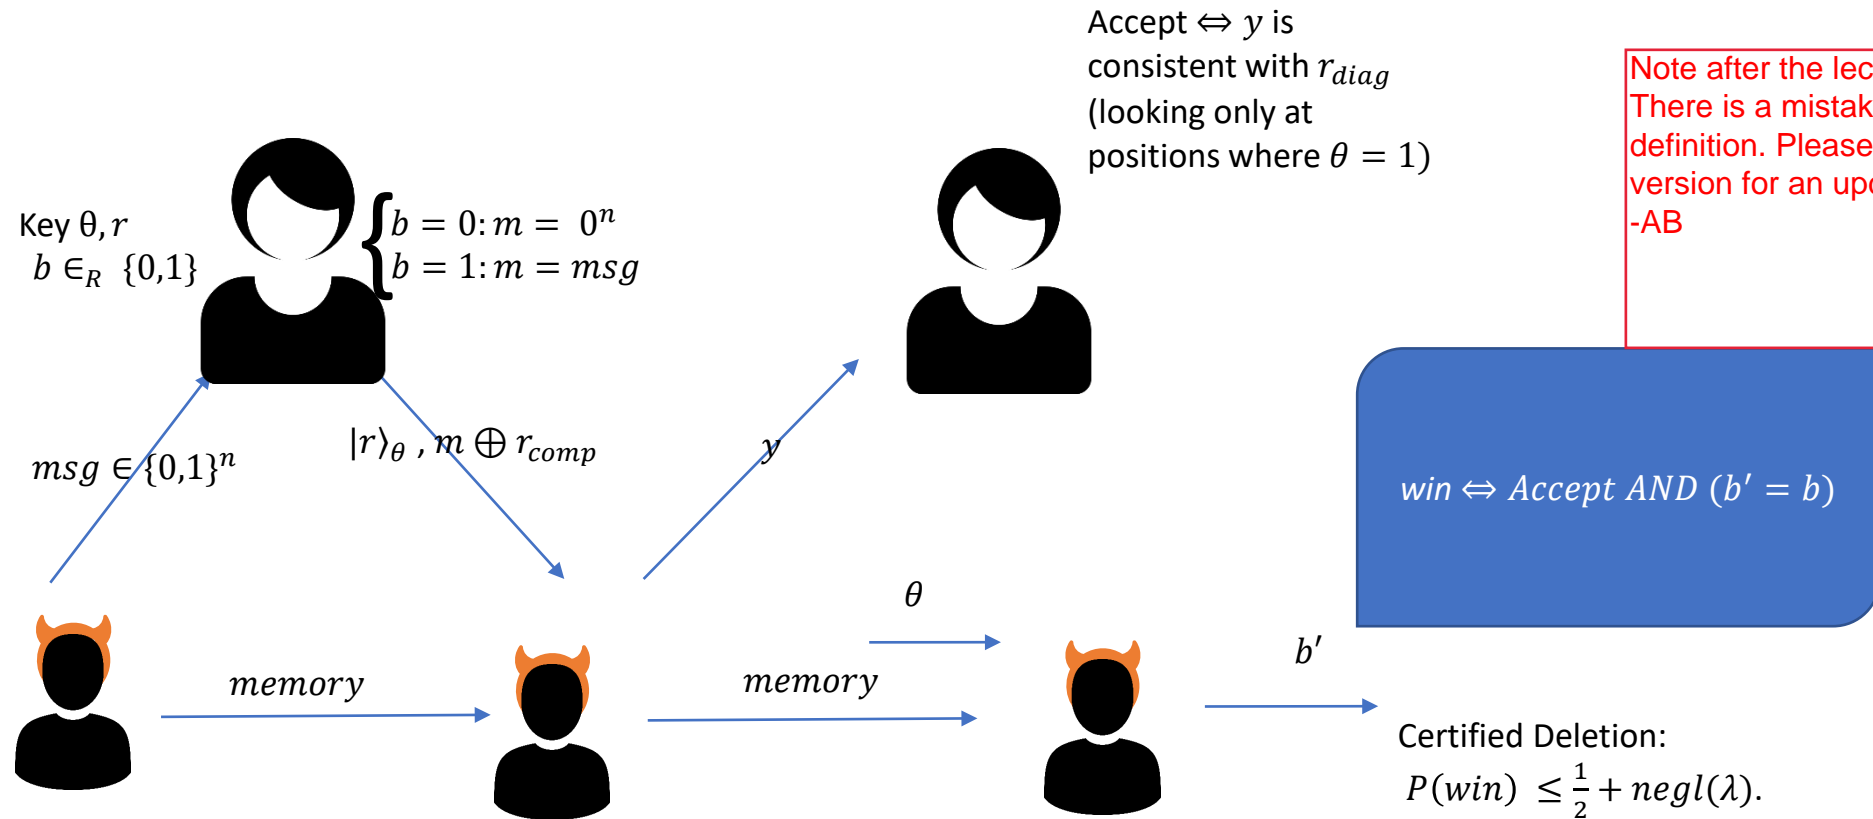 Accept ⇔ y is
consistent with r_diag
(looking only at
positions where θ = 1)
Note after the lec
There is a mistak
definition. Please
version for an upd
-AB
Key θ, r
b ∈_R {0,1}
b = 0: m = 0^n
b = 1: m = msg
msg ∈ {0,1}^n
|r⟩_θ , m ⊕ r_comp
y
win ⇔ Accept AND (b′ = b)
θ
memory
memory
b′
Certified Deletion:
P(win) ≤ 1/2 + negl(λ).